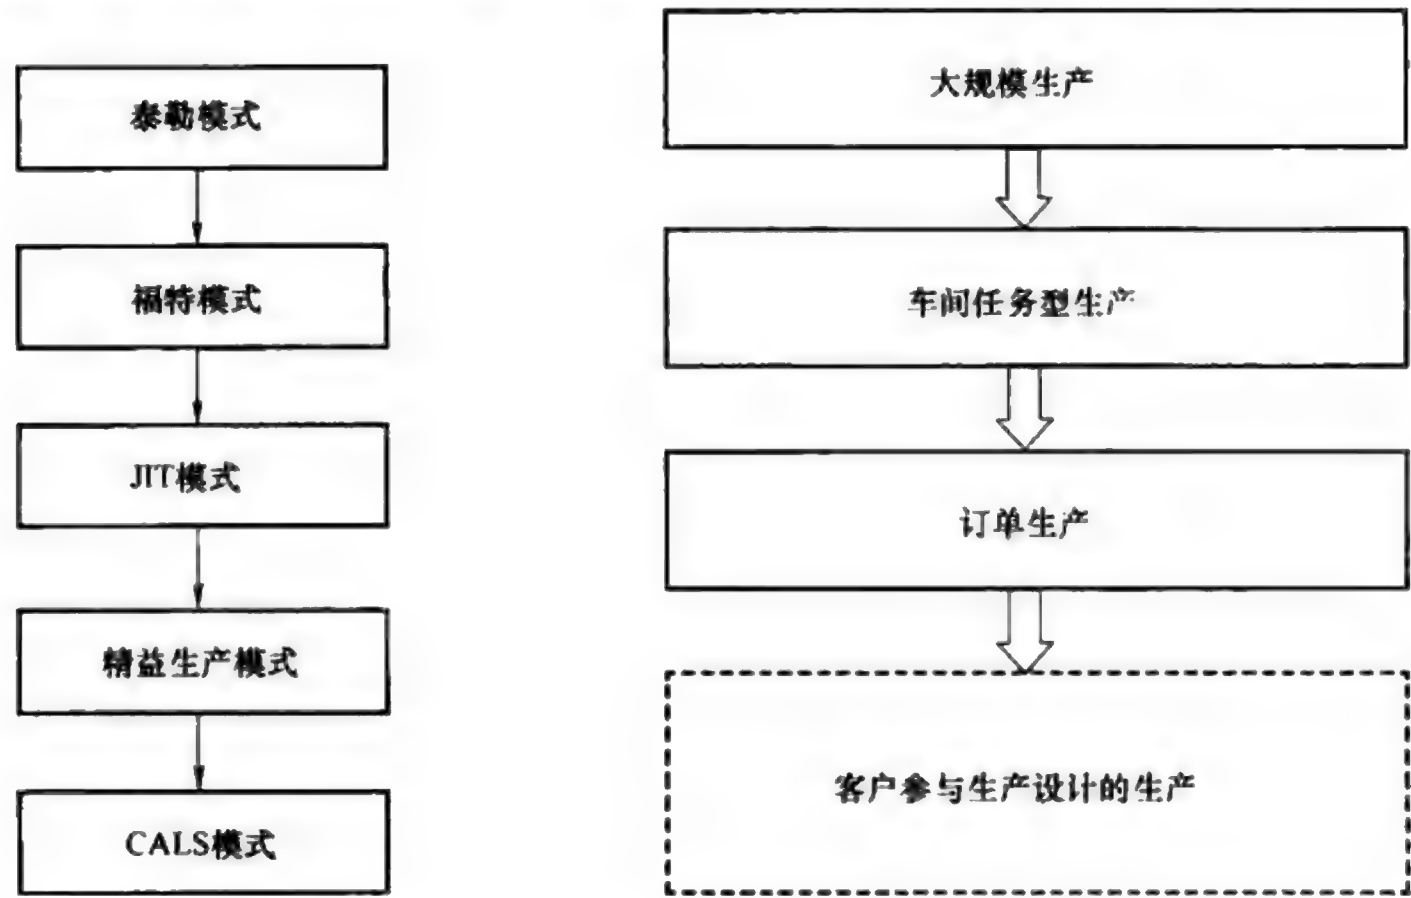 泰勒模式
福特模式
JIT模式
精益生产模式
CALS模式
大规模生产
车间任务型生产
订单生产
客户参与生产设计的生产